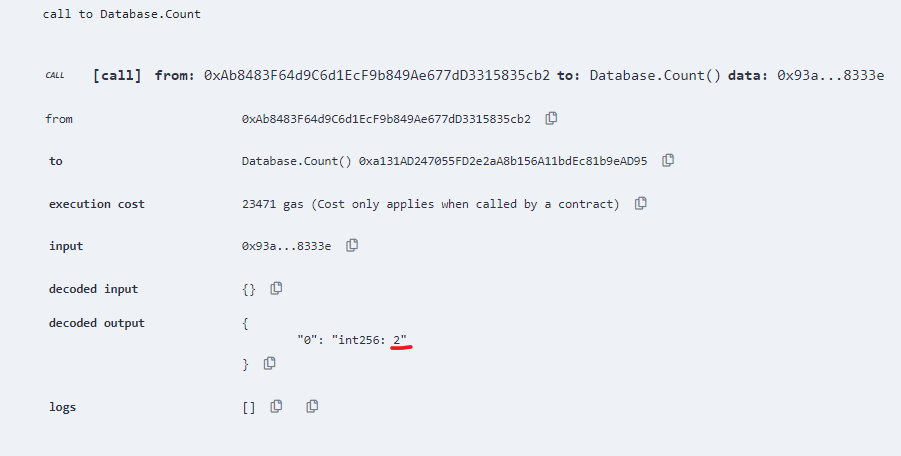 call to Database.Count
CALL [call] from: 0xAb8483F64d9C6d1EcF9b849Ae677dD3315835cb2 to: Database.Count() data: 0x93a...8333e
from 0xAb8483F64d9C6d1EcF9b849Ae677dD3315835cb2
to Database.Count() 0xa131AD247055FD2e2aA8b156A11bdEc81b9eAD95
execution cost 23471 gas (Cost only applies when called by a contract)
input 0x93a...8333e
decoded input {}
decoded output {
"0": "int256: 2"
}
logs []